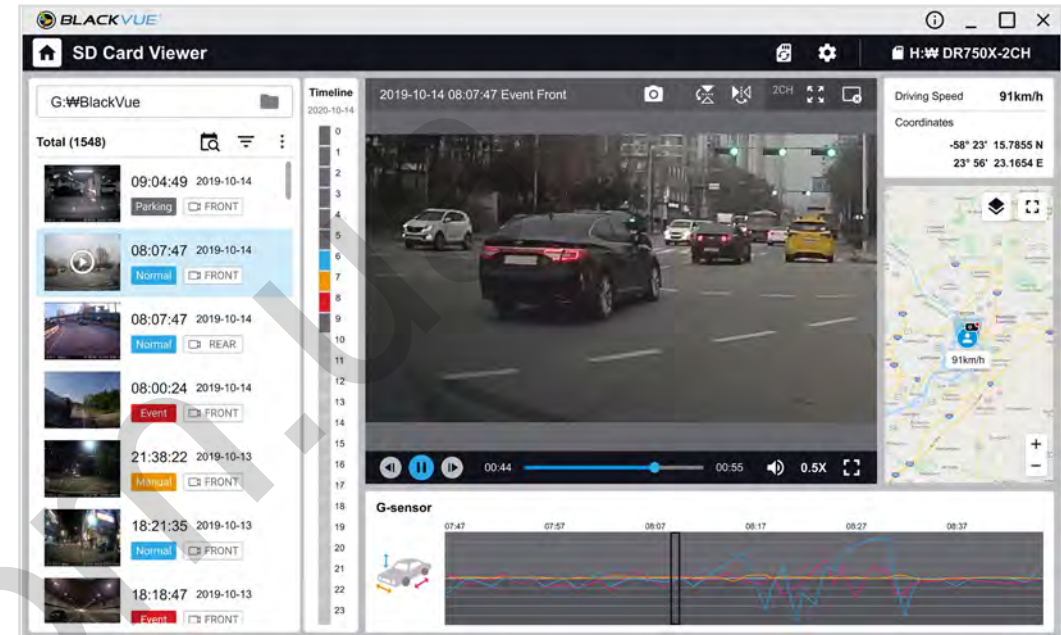 BLACKVUE
SD Card Viewer
H:₩ DR750X-2CH
G:₩BlackVue
Total (1548)
09:04:49 2019-10-14
Parking FRONT
08:07:47 2019-10-14
Normal FRONT
08:07:47 2019-10-14
Normal REAR
08:00:24 2019-10-14
Event FRONT
21:38:22 2019-10-13
Manual FRONT
18:21:35 2019-10-13
Normal FRONT
18:18:47 2019-10-13
Event FRONT
Timeline
2020-10-14
0
1
2
3
4
5
6
7
8
9
10
11
12
13
14
15
16
17
18
19
20
21
22
23
2019-10-14 08:07:47 Event Front
2CH
00:44
00:55
0.5X
Driving Speed 91km/h
Coordinates
-58° 23' 15.7855 N
23° 56' 23.1654 E
91km/h
+
−
G-sensor
07:47 07:57 08:07 08:17 08:27 08:37